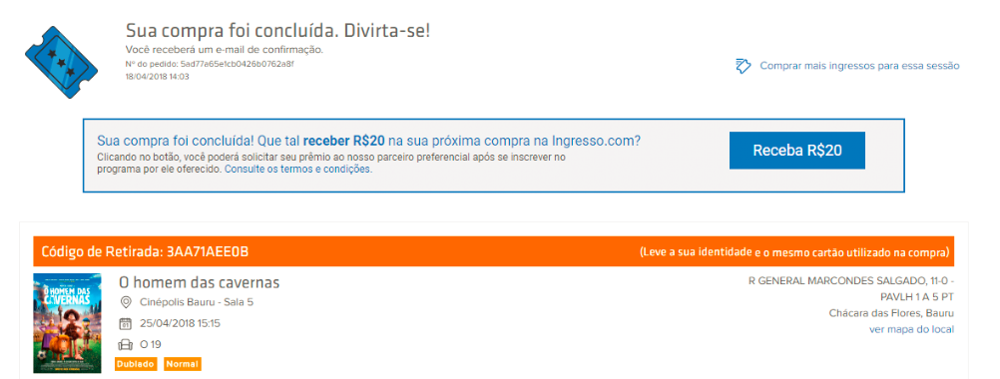 Sua compra foi concluída. Divirta-se!
Você receberá um e-mail de confirmação.
Nº do pedido: 5ad77a65e1cb0426b0762a8f
18/04/2018 14:03
Comprar mais ingressos para essa sessão
Sua compra foi concluída! Que tal receber R$20 na sua próxima compra na Ingresso.com?
Clicando no botão, você poderá solicitar seu prêmio ao nosso parceiro preferencial após se inscrever no
programa por ele oferecido. Consulte os termos e condições.
Receba R$20
Código de Retirada: 3AA71AEE0B
(Leve a sua identidade e o mesmo cartão utilizado na compra)
O HOMEM DAS
CAVERNAS
O homem das cavernas
Cinépolis Bauru - Sala 5
25/04/2018 15:15
O 19
Dublado
Normal
R GENERAL MARCONDES SALGADO, 11-0 -
PAVLH 1 A 5 PT
Chácara das Flores, Bauru
ver mapa do local